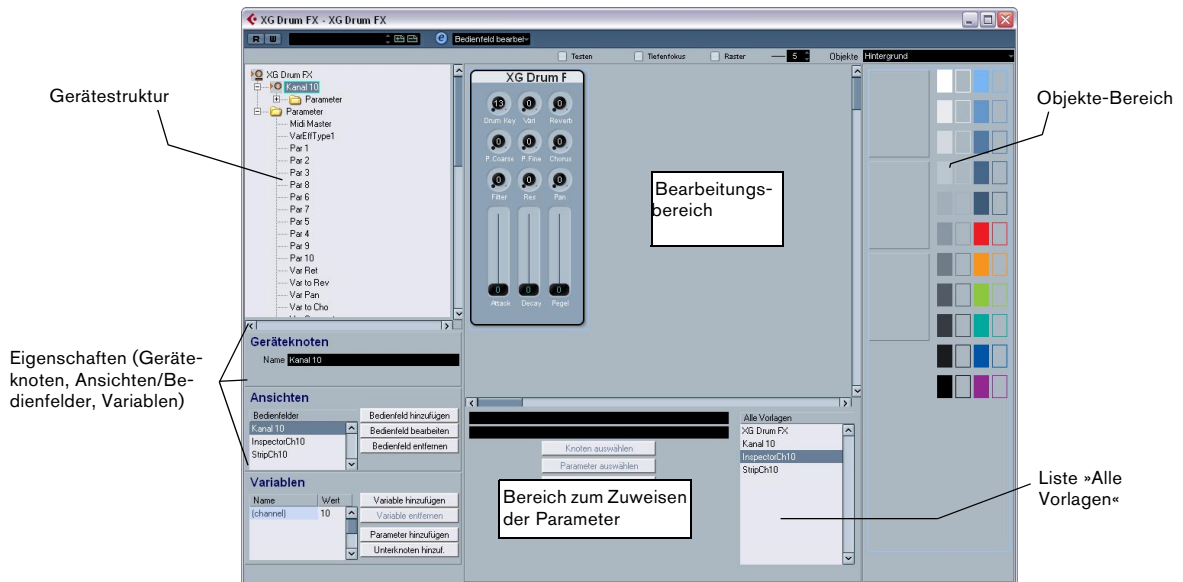 XG Drum FX - XG Drum FX
R W
Bedienfeld bearbei
Testen
Tiefenfokus
Raster
5
Objekte
Hintergrund
Gerätestruktur
XG Drum FX
Kanal 10
Parameter
Parameter
Midi Master
VarEffType1
Par 1
Par 2
Par 3
Par 8
Par 6
Par 7
Par 5
Par 4
Par 9
Par 10
Var Ret
Var to Rev
Var Pan
Var to Cho
XG Drum F
13 0 0
Drum Key Vari Reverb
0 0 0
P.Coarse P.Fine Chorus
0 0 0
Filter Res Pan
0 0 0
Attack Decay Pegel
Bearbeitungs-
bereich
Objekte-Bereich
Eigenschaften (Geräte-
knoten, Ansichten/Be-
dienfelder, Variablen)
Geräteknoten
Name Kanal 10
Ansichten
Bedienfelder
Kanal 10
InspectorCh10
StripCh10
Bedienfeld hinzufügen
Bedienfeld bearbeiten
Bedienfeld entfernen
Variablen
Name Wert
(channel) 10
Variable hinzufügen
Variable entfernen
Parameter hinzufügen
Unterknoten hinzuf.
Knoten auswählen
Parameter auswählen
Bereich zum Zuweisen
der Parameter
Alle Vorlagen
XG Drum FX
Kanal 10
InspectorCh10
StripCh10
Liste »Alle
Vorlagen«